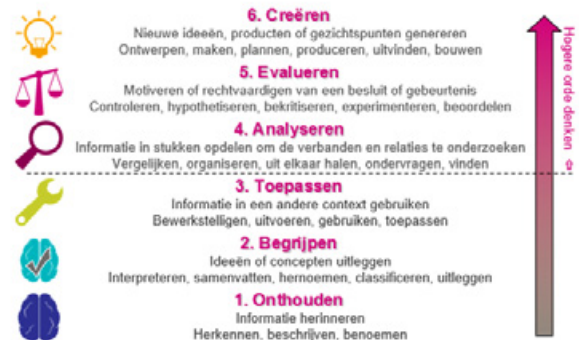 6. Creëren
Nieuwe ideeën, producten of gezichtspunten genereren
Ontwerpen, maken, plannen, produceren, uitvinden, bouwen
5. Evalueren
Motiveren of rechtvaardigen van een besluit of gebeurtenis
Controleren, hypothetiseren, bekritiseren, experimenteren, beoordelen
4. Analyseren
Informatie in stukken opdelen om de verbanden en relaties te onderzoeken
Vergelijken, organiseren, uit elkaar halen, ondervragen, vinden
3. Toepassen
Informatie in een andere context gebruiken
Bewerkstelligen, uitvoeren, gebruiken, toepassen
2. Begrijpen
Ideeën of concepten uitleggen
Interpreteren, samenvatten, hernoemen, classificeren, uitleggen
1. Onthouden
Informatie herinneren
Herkennen, beschrijven, benoemen
Hogere orde denken